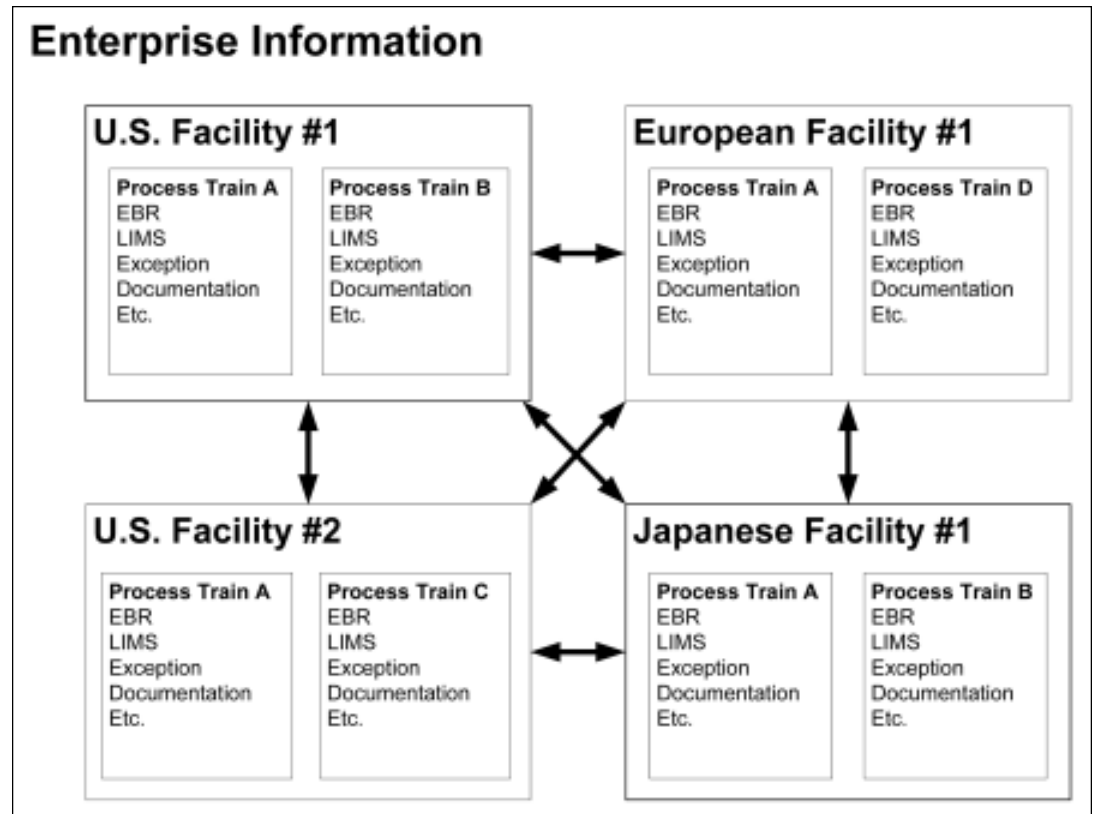 Enterprise Information
U.S. Facility #1
Process Train A
EBR
LIMS
Exception
Documentation
Etc.
Process Train B
EBR
LIMS
Exception
Documentation
Etc.
European Facility #1
Process Train A
EBR
LIMS
Exception
Documentation
Etc.
Process Train D
EBR
LIMS
Exception
Documentation
Etc.
U.S. Facility #2
Process Train A
EBR
LIMS
Exception
Documentation
Etc.
Process Train C
EBR
LIMS
Exception
Documentation
Etc.
Japanese Facility #1
Process Train A
EBR
LIMS
Exception
Documentation
Etc.
Process Train B
EBR
LIMS
Exception
Documentation
Etc.